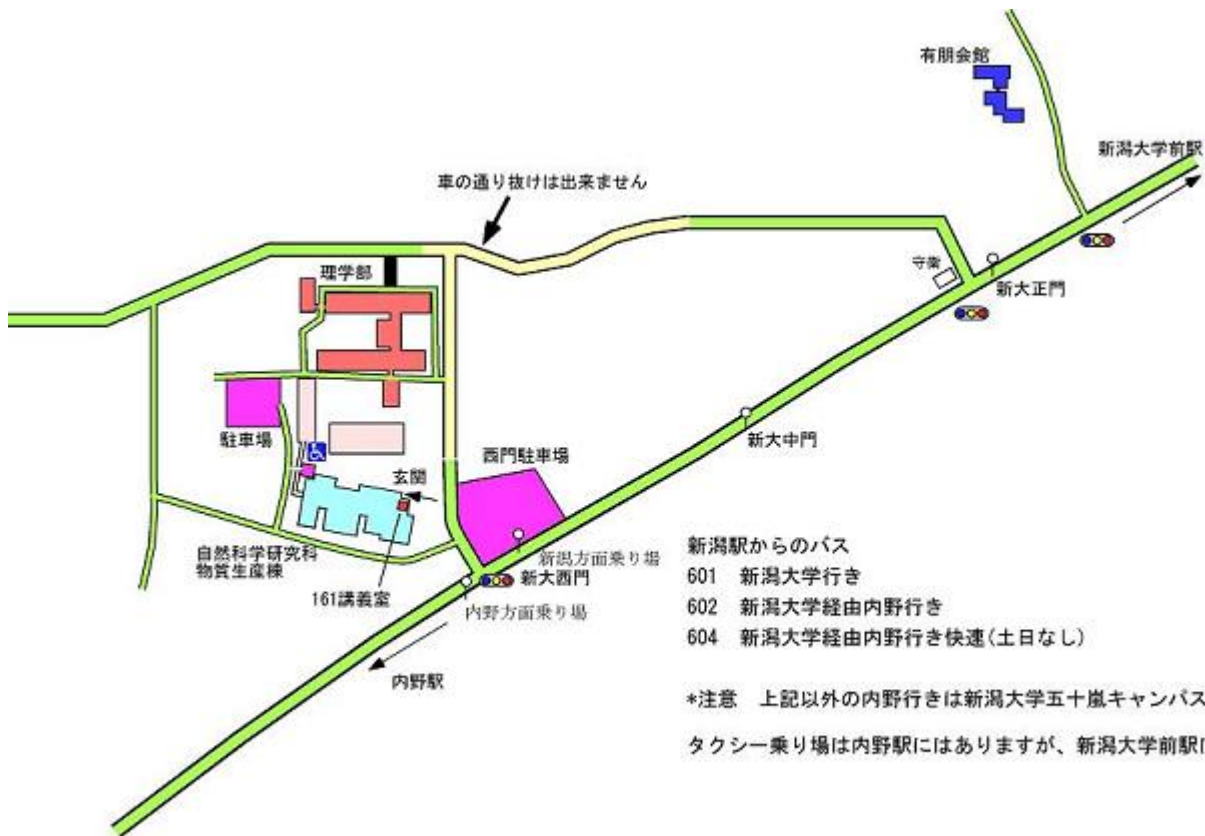 有朋会館
新潟大学前駅
車の通り抜けは出来ません
理学部
守衛
新大正門
駐車場
新大中門
西門駐車場
玄関
自然科学研究科
物質生産棟
新潟方面乗り場
新大西門
161講義室
内野方面乗り場
内野駅
新潟駅からのバス
601 新潟大学行き
602 新潟大学経由内野行き
604 新潟大学経由内野行き快速(土日なし)
*注意 上記以外の内野行きは新潟大学五十嵐キャンパス
タクシー乗り場は内野駅にはありますが、新潟大学前駅